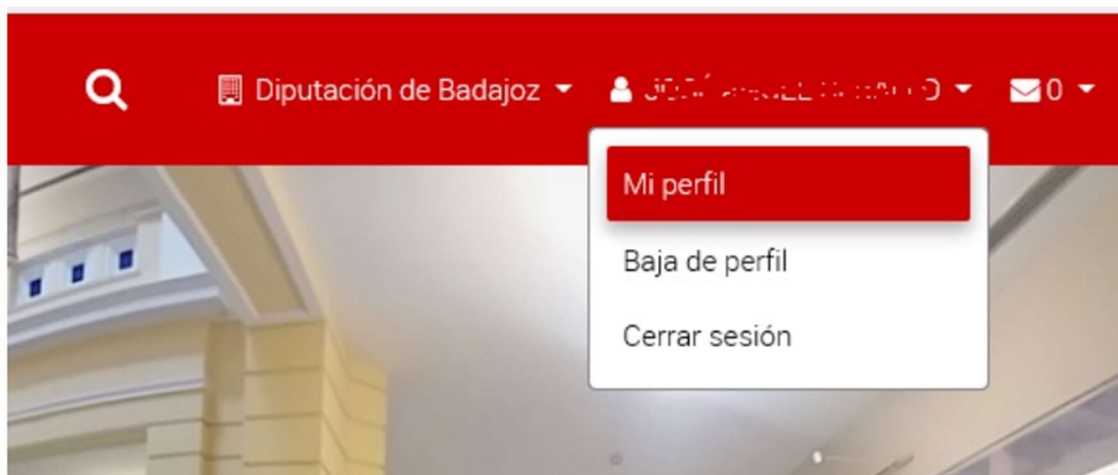 Diputación de Badajoz 0
Mi perfil
Baja de perfil
Cerrar sesión